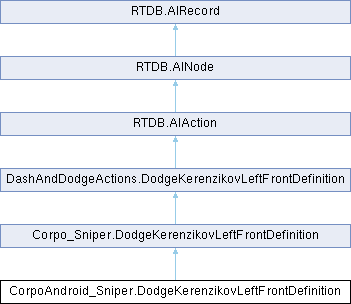 RTDB.AIRecord
RTDB.AINode
RTDB.AIAction
DashAndDodgeActions.DodgeKerenzikovLeftFrontDefinition
Corpo_Sniper.DodgeKerenzikovLeftFrontDefinition
CorpoAndroid_Sniper.DodgeKerenzikovLeftFrontDefinition